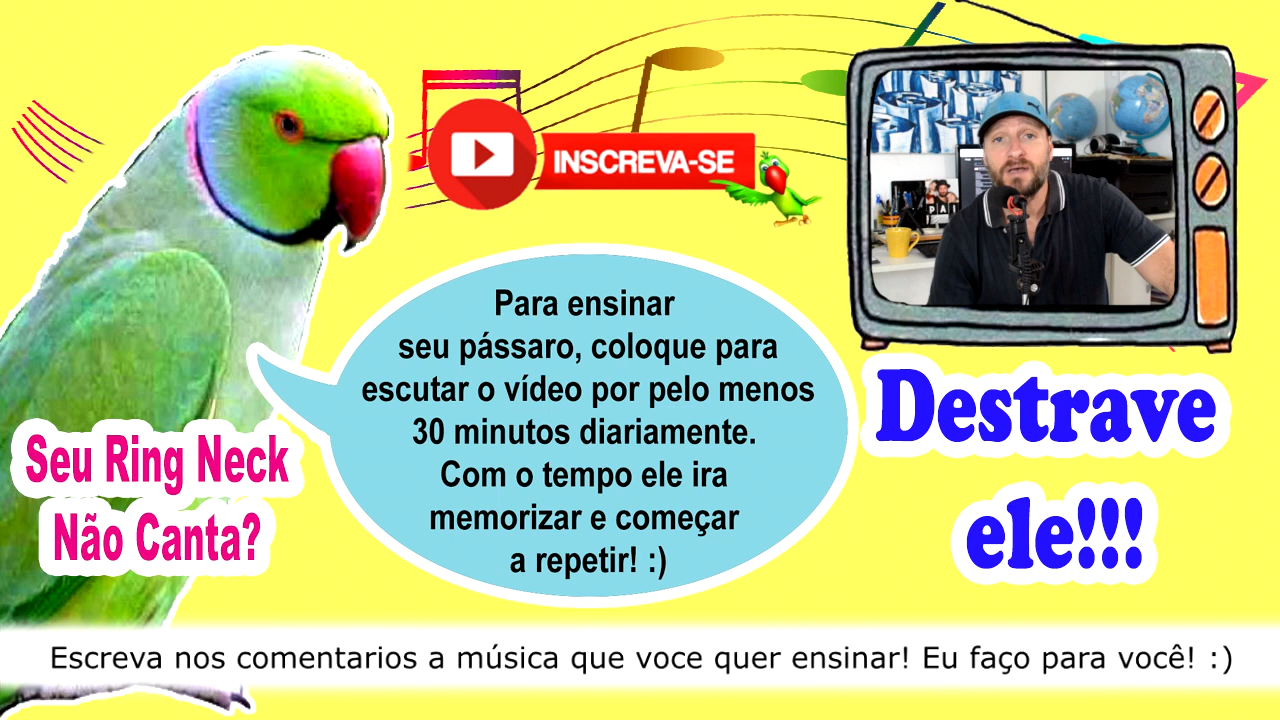 INSCREVA-SE
Para ensinar
seu pássaro, coloque para
escutar o vídeo por pelo menos
30 minutos diariamente.
Com o tempo ele ira
memorizar e começar
a repetir! :)
Seu Ring Neck
Não Canta?
Destrave
ele!!!
Escreva nos comentarios a música que voce quer ensinar! Eu faço para você! :)